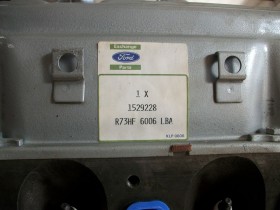 Exchange
Ford
Parts
1 X
1529228
R73HF 6006 LBA